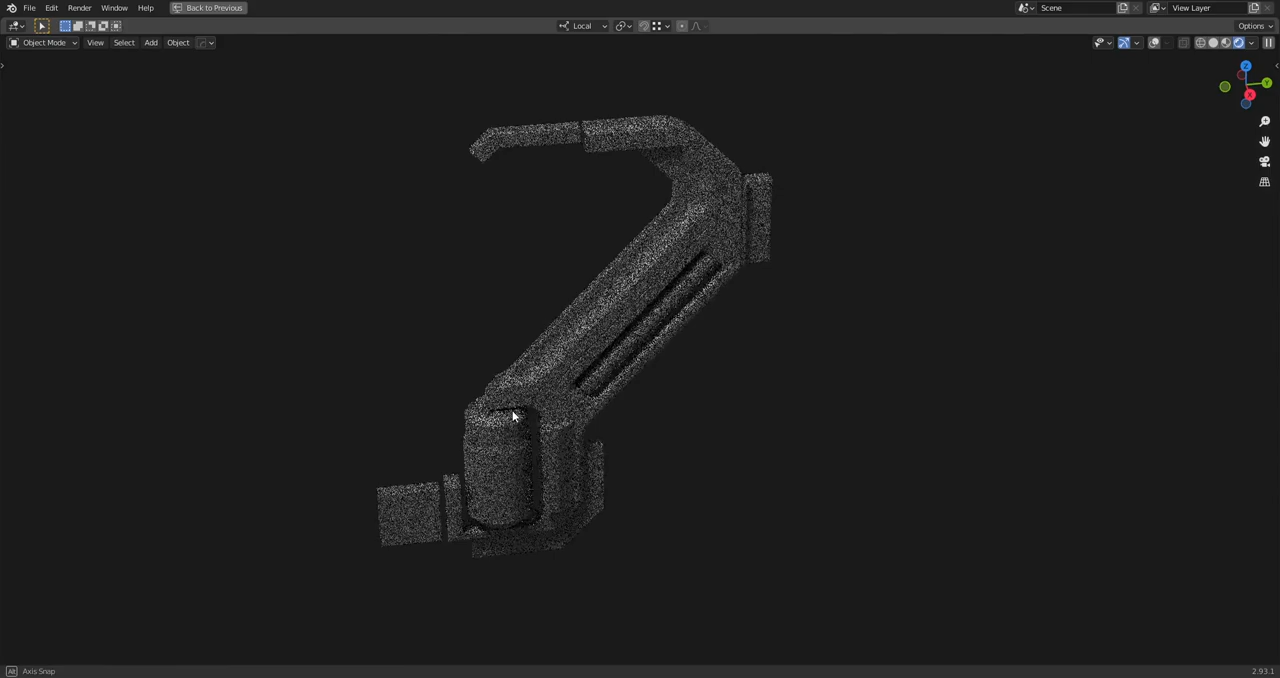 File Edit Render Window Help Back to Previous Scene View Layer
Local Options
Object Mode View Select Add Object
Z
Y
X
Alt Axis Snap 2.93.1